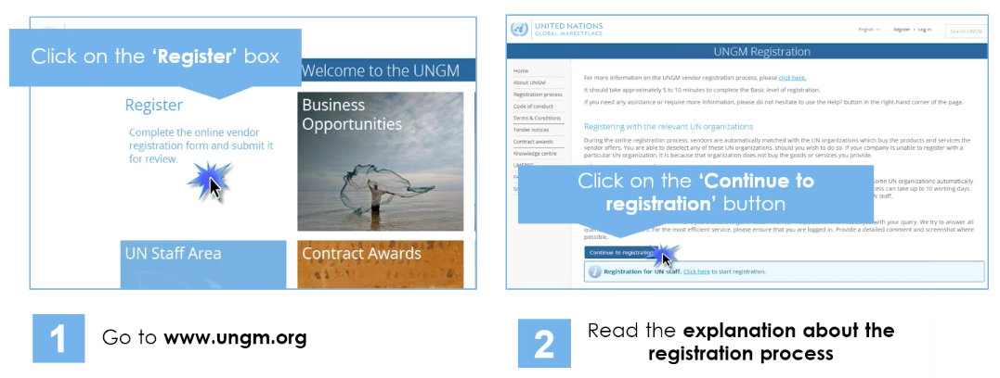 Click on the 'Register' box
Welcome to the UNGM
Register
Complete the online vendor
registration form and submit it
for review.
Business
Opportunities
UN Staff Area
Contract Awards
1
Go to www.ungm.org
UNITED NATIONS
GLOBAL MARKETPLACE
English
Register • Log in
Search UNGM
UNGM Registration
Home
About UNGM
Registration process
Code of conduct
Terms & Conditions
Tender notices
Contract awards
Knowledge centre
UNSPSC
For more information on the UNGM vendor registration process, please click here.
It should take approximately 5 to 10 minutes to complete the Basic level of registration.
If you need any assistance or require more information, please do not hesitate to use the Help? button in the right-hand corner of the page.
Registering with the relevant UN organizations
During the online registration process, vendors are automatically matched with the UN organizations which buy the products and services the
vendor offers. You are able to deselect any of these UN organizations, should you wish to do so. If your company is unable to register with a
particular UN organization, it is because that organization does not buy the goods or services you provide.
Some UN organizations automatically
process can take up to 10 working days.
UN staff.
with your query. We try to answer all
For the most efficient service, please ensure that you are logged in. Provide a detailed comment and screenshot where
possible.
Click on the 'Continue to
registration' button
Continue to registration
Registration for UN staff. Click here to start registration.
2
Read the explanation about the
registration process